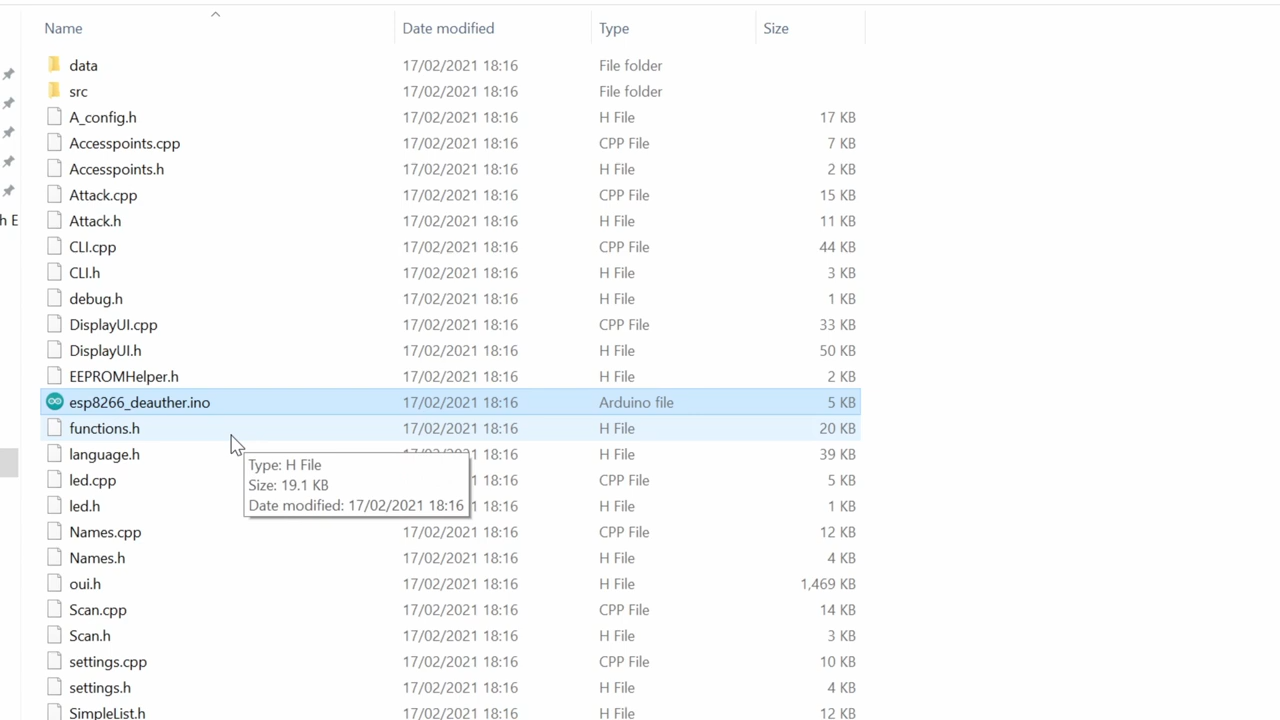 Name Date modified Type Size
data 17/02/2021 18:16 File folder
src 17/02/2021 18:16 File folder
A_config.h 17/02/2021 18:16 H File 17 KB
Accesspoints.cpp 17/02/2021 18:16 CPP File 7 KB
Accesspoints.h 17/02/2021 18:16 H File 2 KB
Attack.cpp 17/02/2021 18:16 CPP File 15 KB
h E
Attack.h 17/02/2021 18:16 H File 11 KB
CLI.cpp 17/02/2021 18:16 CPP File 44 KB
CLI.h 17/02/2021 18:16 H File 3 KB
debug.h 17/02/2021 18:16 H File 1 KB
DisplayUI.cpp 17/02/2021 18:16 CPP File 33 KB
DisplayUI.h 17/02/2021 18:16 H File 50 KB
EEPROMHelper.h 17/02/2021 18:16 H File 2 KB
esp8266_deauther.ino 17/02/2021 18:16 Arduino file 5 KB
functions.h 17/02/2021 18:16 H File 20 KB
language.h 17/02/2021 18:16 H File 39 KB
Type: H File
Size: 19.1 KB
Date modified: 17/02/2021 18:16
led.cpp CPP File 5 KB
led.h H File 1 KB
Names.cpp 17/02/2021 18:16 CPP File 12 KB
Names.h 17/02/2021 18:16 H File 4 KB
oui.h 17/02/2021 18:16 H File 1,469 KB
Scan.cpp 17/02/2021 18:16 CPP File 14 KB
Scan.h 17/02/2021 18:16 H File 3 KB
settings.cpp 17/02/2021 18:16 CPP File 10 KB
settings.h 17/02/2021 18:16 H File 4 KB
SimpleList.h 17/02/2021 18:16 H File 12 KB